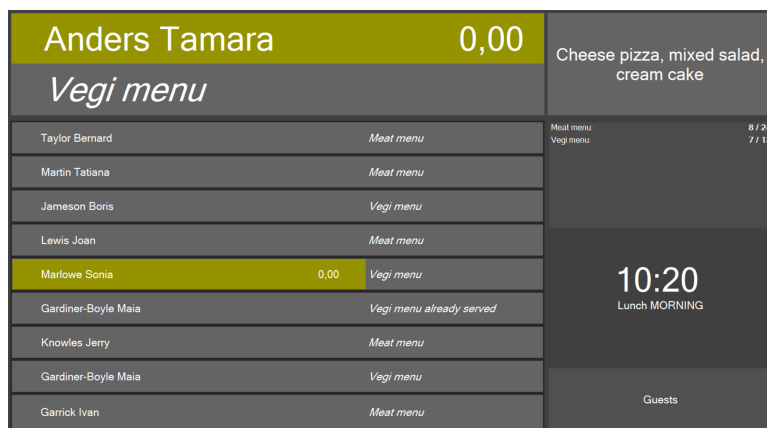 Anders Tamara 0,00
Vegi menu
Taylor Bernard Meat menu
Martin Tatiana Meat menu
Jameson Boris Vegi menu
Lewis Joan Meat menu
Marlowe Sonia 0,00 Vegi menu
Gardiner-Boyle Maia Vegi menu already served
Knowles Jerry Meat menu
Gardiner-Boyle Maia Vegi menu
Garrick Ivan Meat menu
Cheese pizza, mixed salad,
cream cake
Meat menu: 8 /
Vegi menu: 7 /
10:20
Lunch MORNING
Guests